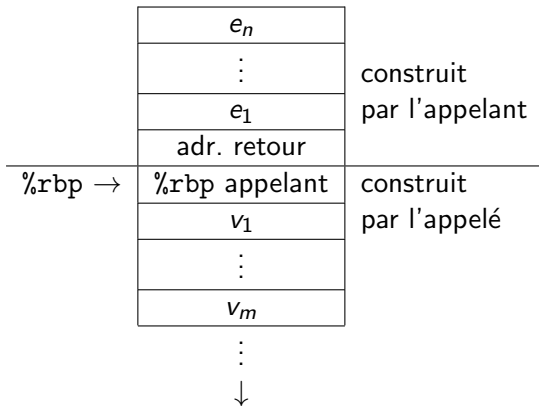 e_n
⋮
construit
e_1
par l'appelant
adr. retour
%rbp → %rbp appelant
construit
v_1
par l'appelé
⋮
v_m
⋮
↓